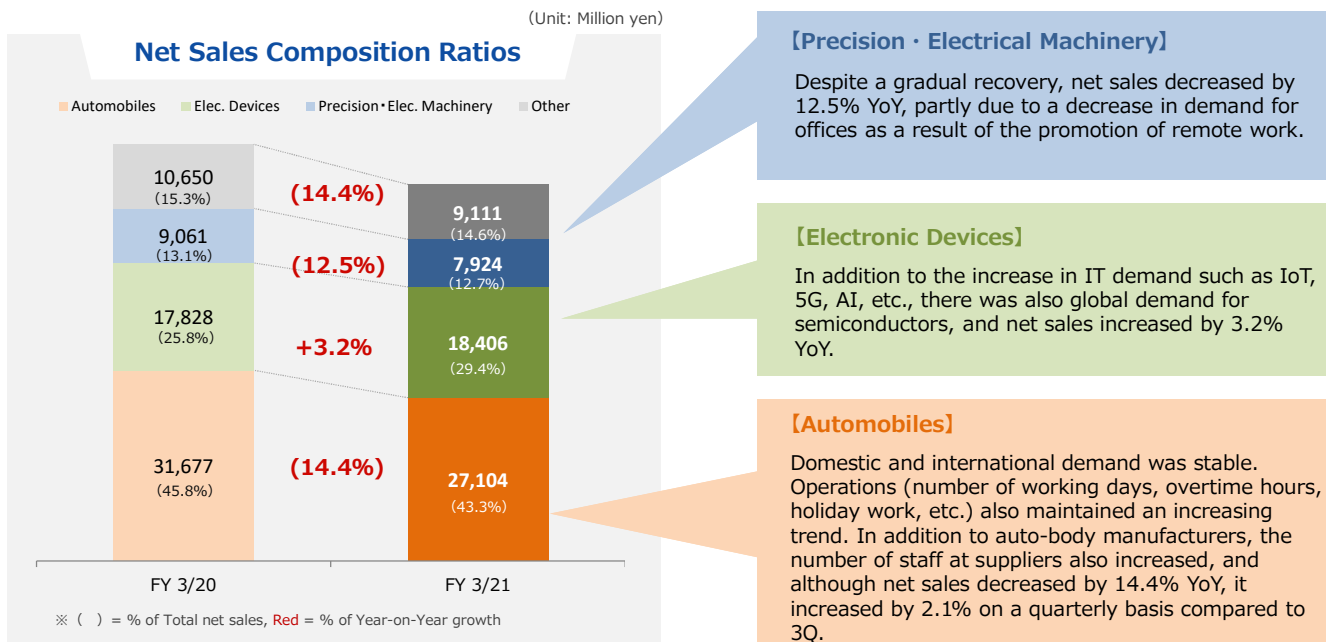 (Unit: Million yen)
Net Sales Composition Ratios
Automobiles Elec. Devices Precision・Elec. Machinery Other
10,650
(15.3%)
9,061
(13.1%)
17,828
(25.8%)
31,677
(45.8%)
(14.4%)
(12.5%)
+3.2%
(14.4%)
9,111
(14.6%)
7,924
(12.7%)
18,406
(29.4%)
27,104
(43.3%)
FY 3/20 FY 3/21
※ ( ) = % of Total net sales, Red = % of Year-on-Year growth
【Precision・Electrical Machinery】
Despite a gradual recovery, net sales decreased by
12.5% YoY, partly due to a decrease in demand for
offices as a result of the promotion of remote work.
【Electronic Devices】
In addition to the increase in IT demand such as IoT,
5G, AI, etc., there was also global demand for
semiconductors, and net sales increased by 3.2%
YoY.
【Automobiles】
Domestic and international demand was stable.
Operations (number of working days, overtime hours,
holiday work, etc.) also maintained an increasing
trend. In addition to auto-body manufacturers, the
number of staff at suppliers also increased, and
although net sales decreased by 14.4% YoY, it
increased by 2.1% on a quarterly basis compared to
3Q.